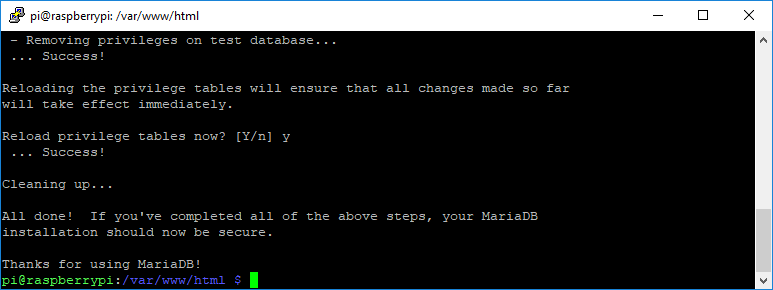 pi@raspberrypi: /var/www/html
- Removing privileges on test database...
... Success!
Reloading the privilege tables will ensure that all changes made so far
will take effect immediately.
Reload privilege tables now? [Y/n] y
... Success!
Cleaning up...
All done!  If you've completed all of the above steps, your MariaDB
installation should now be secure.
Thanks for using MariaDB!
pi@raspberrypi:/var/www/html $